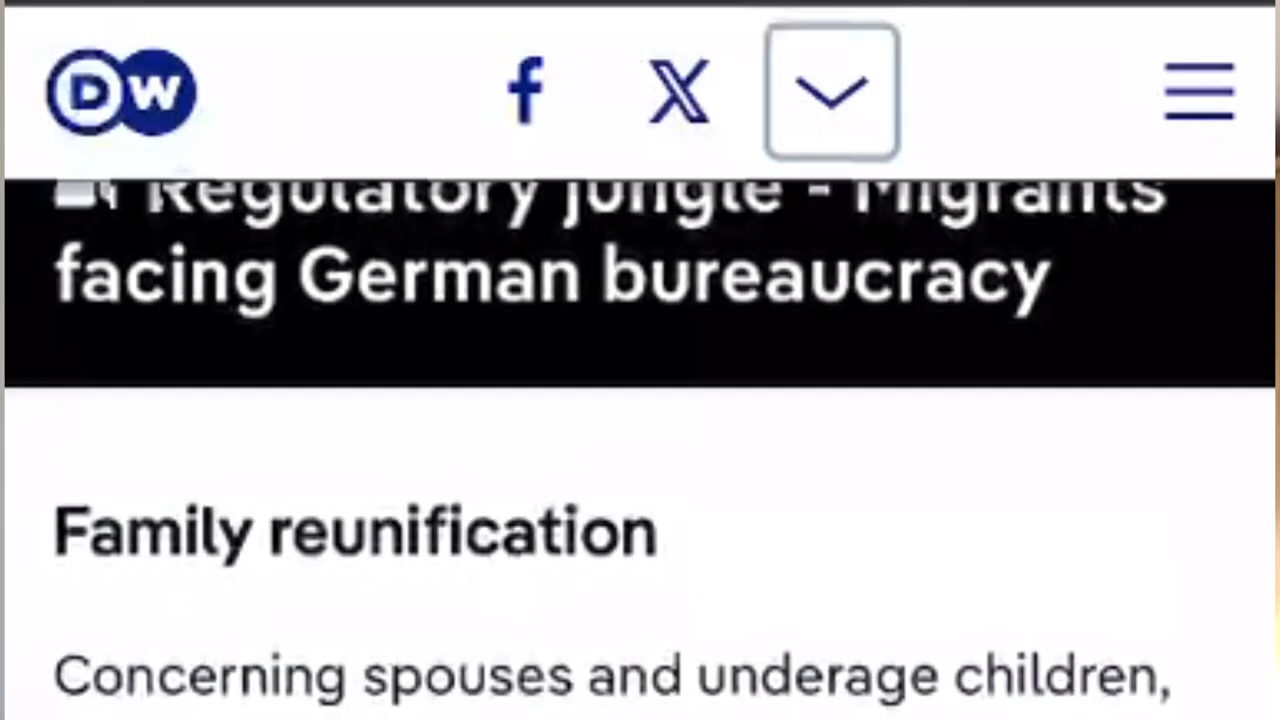 DW
Regulatory jungle - Migrants
facing German bureaucracy
Family reunification
Concerning spouses and underage children,